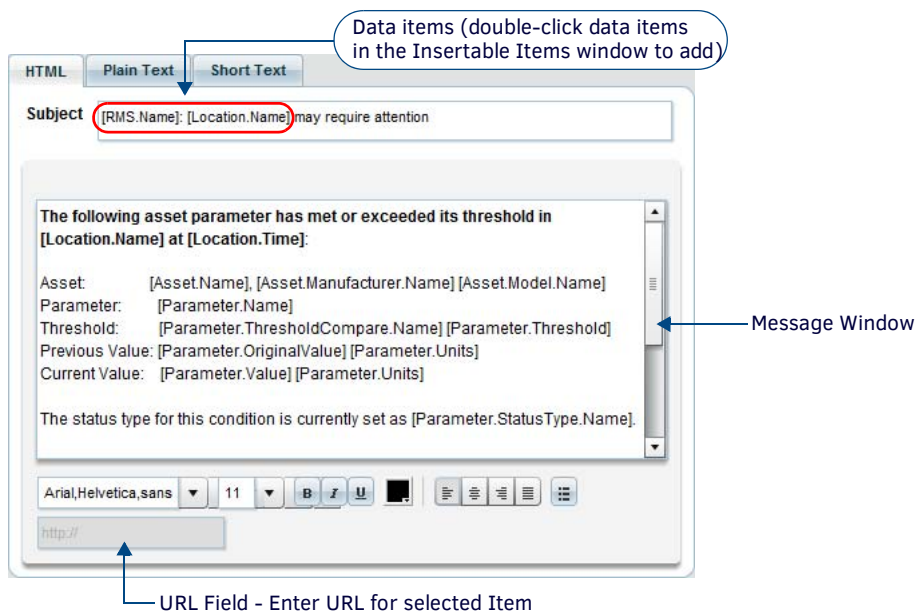 Data items (double-click data items
in the Insertable Items window to add)
HTML Plain Text Short Text
Subject [RMS.Name]: [Location.Name] may require attention
The following asset parameter has met or exceeded its threshold in
[Location.Name] at [Location.Time]:
Asset: [Asset.Name], [Asset.Manufacturer.Name] [Asset.Model.Name]
Parameter: [Parameter.Name]
Threshold: [Parameter.ThresholdCompare.Name] [Parameter.Threshold]
Message Window
Previous Value: [Parameter.OriginalValue] [Parameter.Units]
Current Value: [Parameter.Value] [Parameter.Units]
The status type for this condition is currently set as [Parameter.StatusType.Name].
Arial,Helvetica,sans 11 B I U
http://
URL Field - Enter URL for selected Item